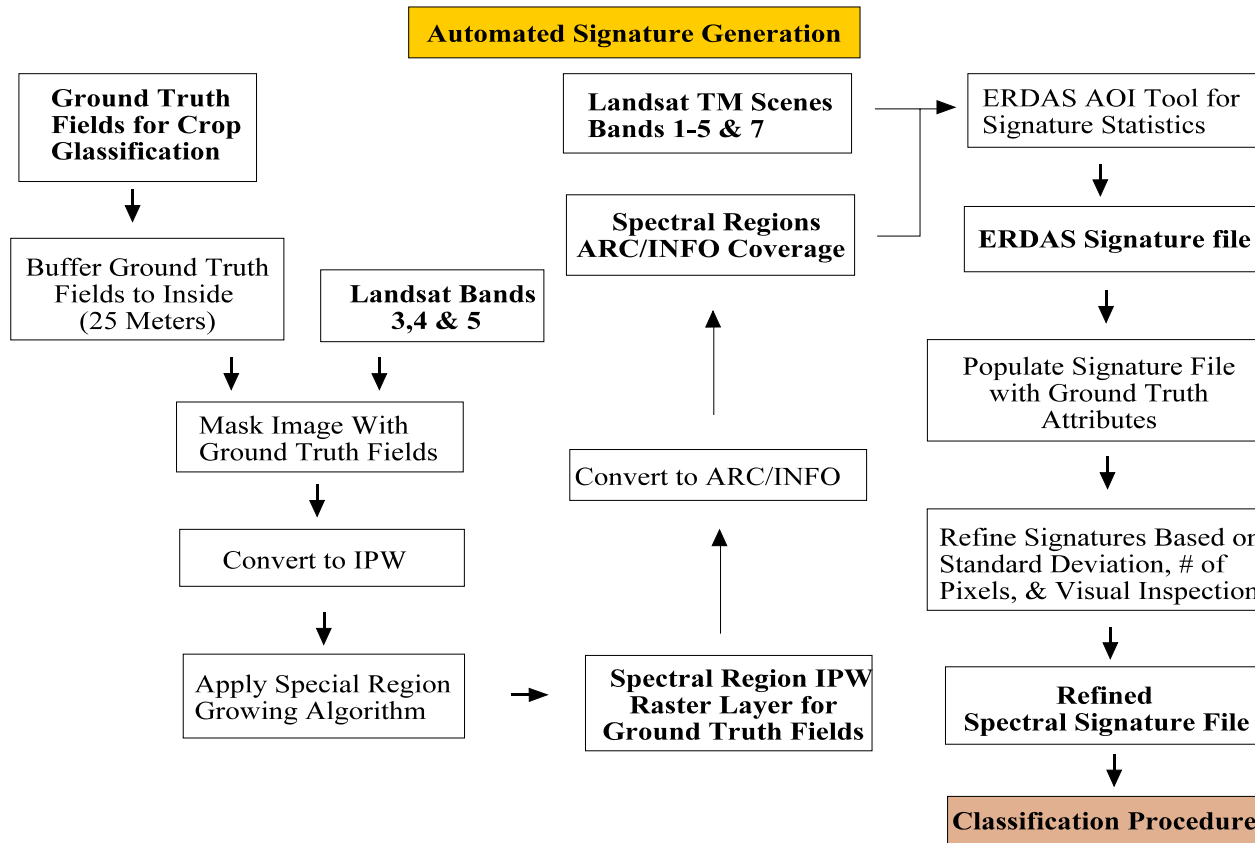 Automated Signature Generation
Ground Truth
Fields for Crop
Glassification
Buffer Ground Truth
Fields to Inside
(25 Meters)
Landsat Bands
3,4 & 5
Mask Image With
Ground Truth Fields
Convert to IPW
Apply Special Region
Growing Algorithm
Spectral Region IPW
Raster Layer for
Ground Truth Fields
Convert to ARC/INFO
Spectral Regions
ARC/INFO Coverage
Landsat TM Scenes
Bands 1-5 & 7
ERDAS AOI Tool for
Signature Statistics
ERDAS Signature file
Populate Signature File
with Ground Truth
Attributes
Refine Signatures Based on
Standard Deviation, # of
Pixels, & Visual Inspection
Refined
Spectral Signature File
Classification Procedure